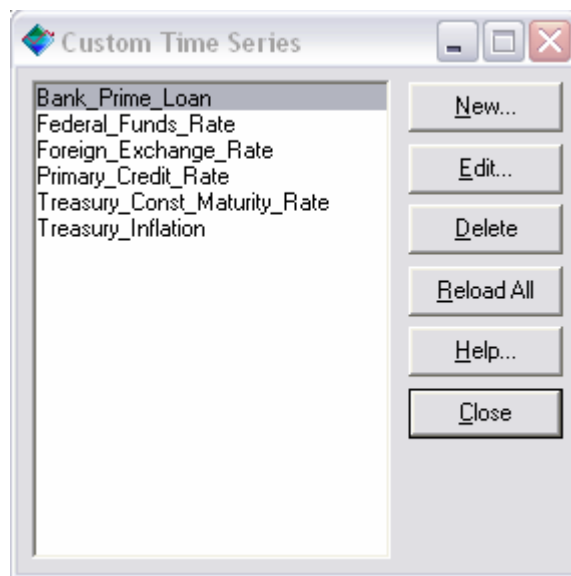 Custom Time Series
Bank_Prime_Loan
Federal_Funds_Rate
Foreign_Exchange_Rate
Primary_Credit_Rate
Treasury_Const_Maturity_Rate
Treasury_Inflation
New...
Edit...
Delete
Reload All
Help...
Close